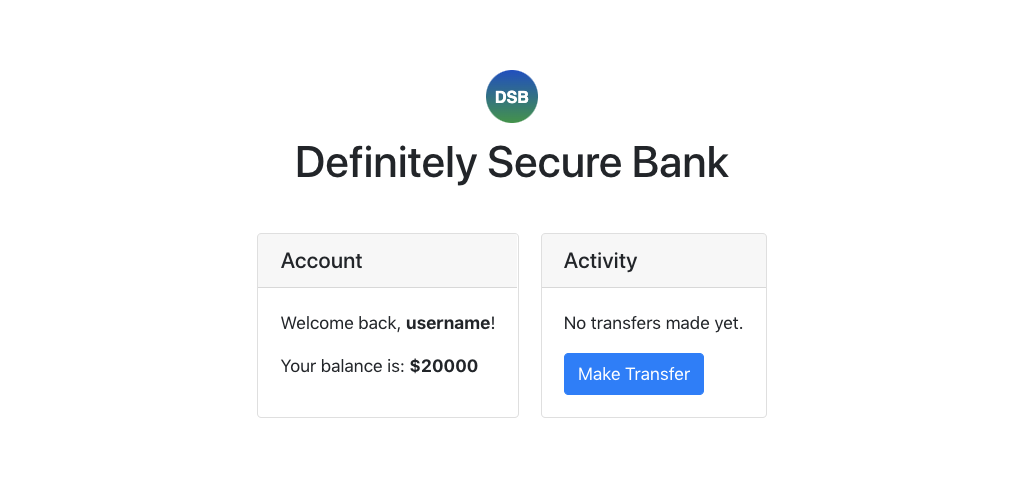 DSB
Definitely Secure Bank
Account
Welcome back, username!
Your balance is: $20000
Activity
No transfers made yet.
Make Transfer